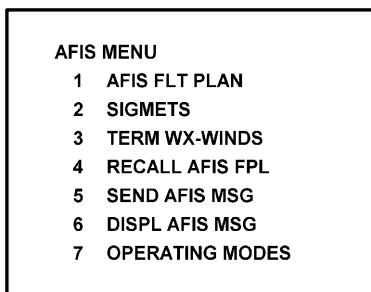 AFIS MENU
1 AFIS FLT PLAN
2 SIGMETS
3 TERM WX-WINDS
4 RECALL AFIS FPL
5 SEND AFIS MSG
6 DISPL AFIS MSG
7 OPERATING MODES